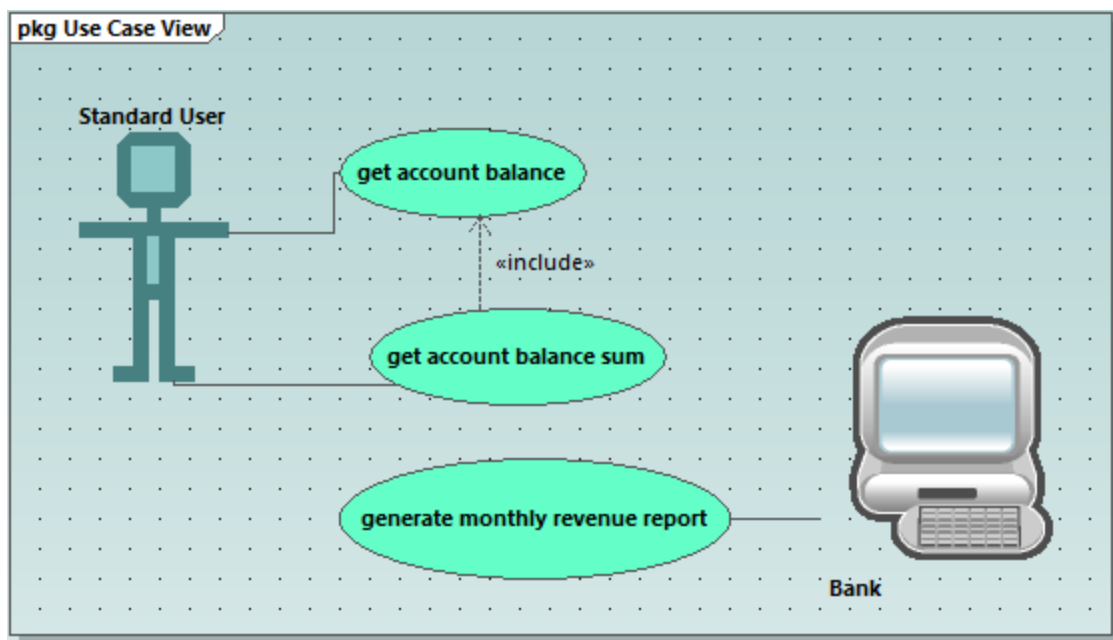 pkg Use Case View
Standard User
get account balance
«include»
get account balance sum
generate monthly revenue report
Bank